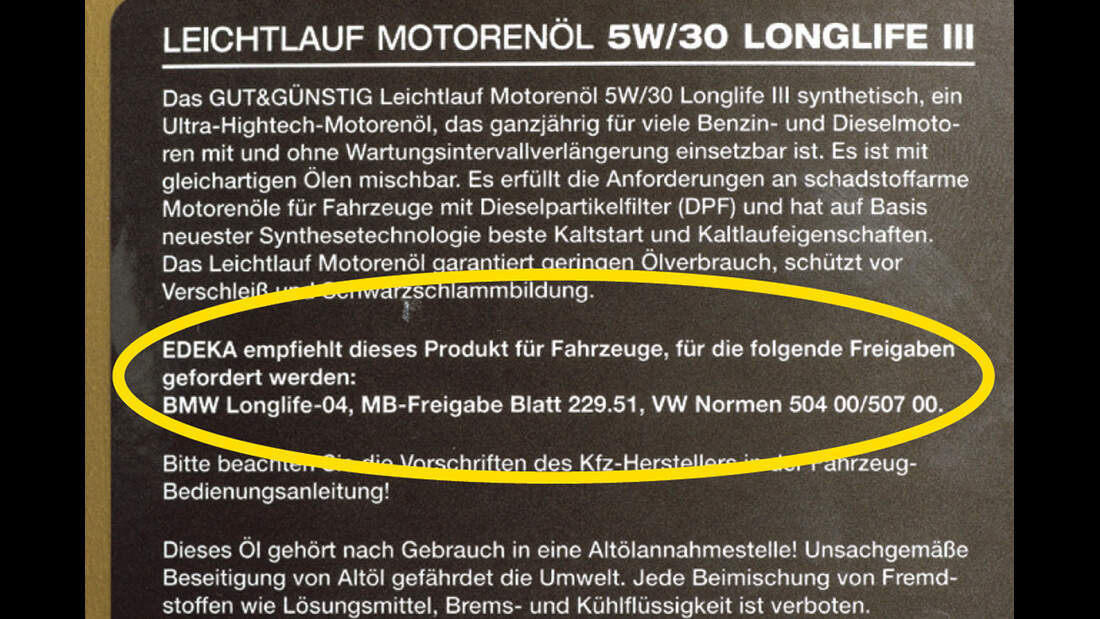 LEICHTLAUF MOTORENÖL 5W/30 LONGLIFE III
Das GUT&GÜNSTIG Leichtlauf Motorenöl 5W/30 Longlife III synthetisch, ein
Ultra-Hightech-Motorenöl, das ganzjährig für viele Benzin- und Dieselmoto-
ren mit und ohne Wartungsintervallverlängerung einsetzbar ist. Es ist mit
gleichartigen Ölen mischbar. Es erfüllt die Anforderungen an schadstoffarme
Motorenöle für Fahrzeuge mit Dieselpartikelfilter (DPF) und hat auf Basis
neuester Synthesetechnologie beste Kaltstart und Kaltlaufeigenschaften.
Das Leichtlauf Motorenöl garantiert geringen Ölverbrauch, schützt vor
Verschleiß und Schwarzschlammbildung.
EDEKA empfiehlt dieses Produkt für Fahrzeuge, für die folgende Freigaben
gefordert werden:
BMW Longlife-04, MB-Freigabe Blatt 229.51, VW Normen 504 00/507 00.
Bitte beachten Sie die Vorschriften des Kfz-Herstellers in der Fahrzeug-
Bedienungsanleitung!
Dieses Öl gehört nach Gebrauch in eine Altölannahmestelle! Unsachgemäße
Beseitigung von Altöl gefährdet die Umwelt. Jede Beimischung von Fremd-
stoffen wie Lösungsmittel, Brems- und Kühlflüssigkeit ist verboten.